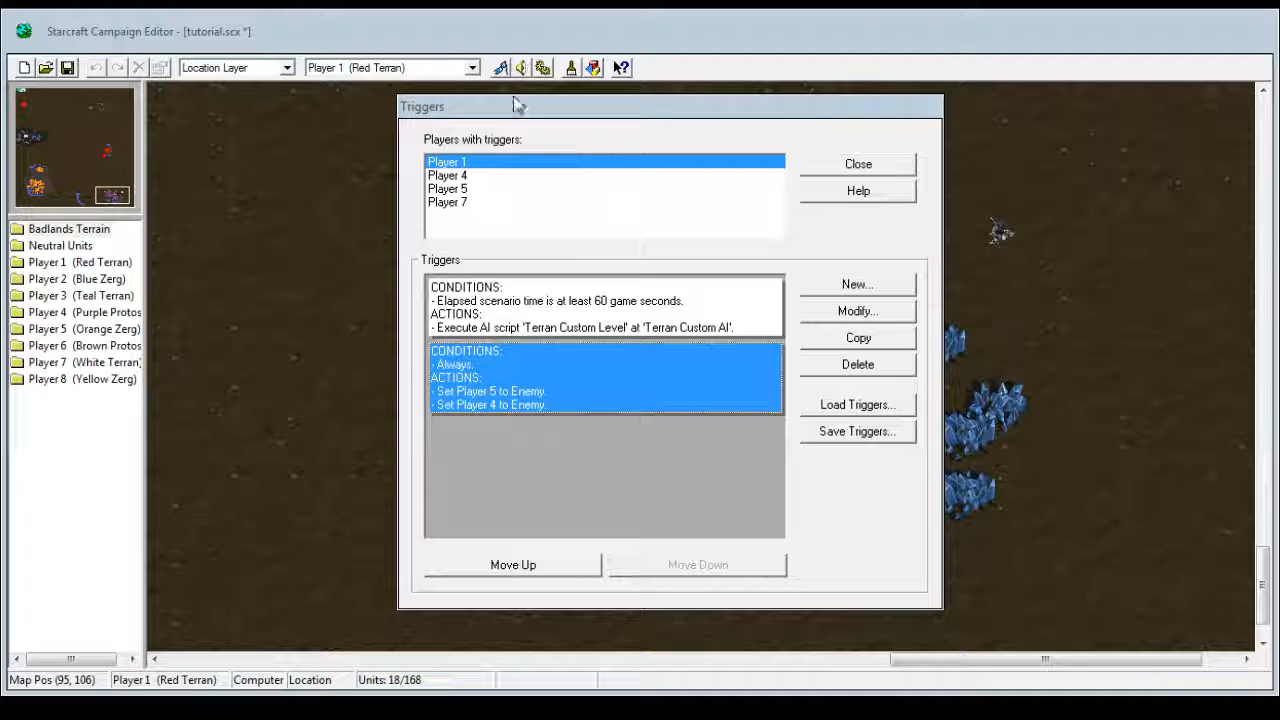 Starcraft Campaign Editor - [tutorial.scx *]
Location Layer
Player 1 (Red Terran)
Triggers
Players with triggers:
Player 1
Player 4
Player 5
Player 7
Close
Help
Badlands Terrain
Neutral Units
Player 1 (Red Terran)
Player 2 (Blue Zerg)
Player 3 (Teal Terran)
Player 4 (Purple Protos
Player 5 (Orange Zerg)
Player 6 (Brown Protos
Player 7 (White Terran)
Player 8 (Yellow Zerg)
Triggers
CONDITIONS:
- Elapsed scenario time is at least 60 game seconds.
ACTIONS:
- Execute AI script 'Terran Custom Level' at 'Terran Custom AI'.
CONDITIONS:
- Always.
ACTIONS:
- Set Player 5 to Enemy.
- Set Player 4 to Enemy.
New...
Modify...
Copy
Delete
Load Triggers...
Save Triggers...
Move Up
Move Down
Map Pos (95, 106)
Player 1 (Red Terran)
Computer
Location
Units: 18/168